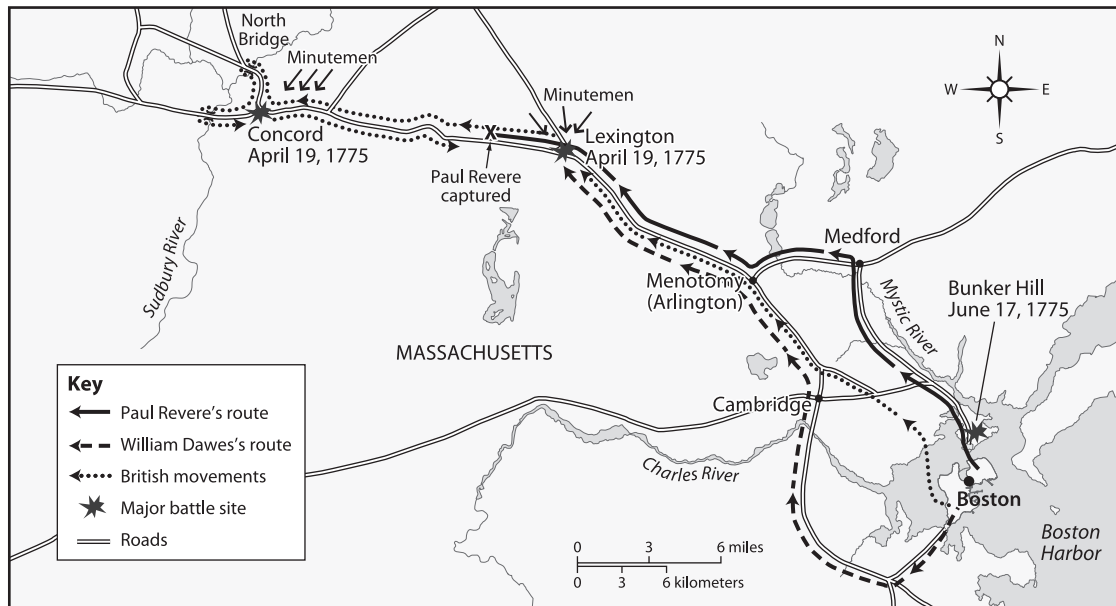 North
Bridge
Minutemen
Concord
April 19, 1775
Minutemen
X
Lexington
April 19, 1775
Paul Revere
captured
N
W
E
S
Sudbury River
Medford
Menotomy
(Arlington)
Mystic River
Bunker Hill
June 17, 1775
MASSACHUSETTS
Cambridge
Charles River
Boston
Boston
Harbor
Key
Paul Revere's route
William Dawes's route
British movements
Major battle site
Roads
0 3 6 miles
0 3 6 kilometers